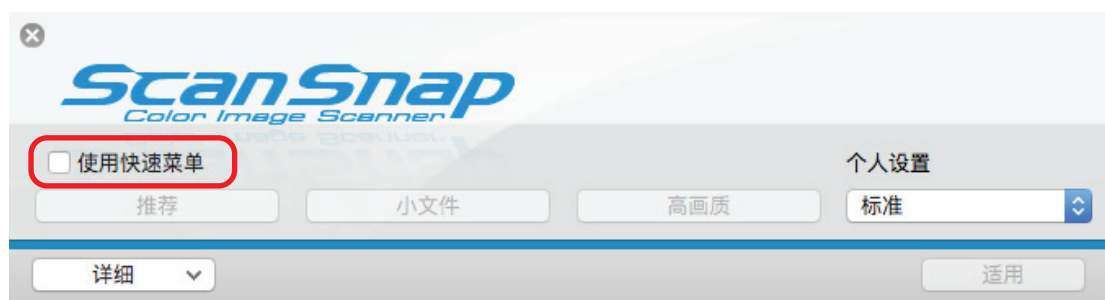 ScanSnap
Color Image Scanner
使用快速菜单
个人设置
推荐
小文件
高画质
标准
详细
适用